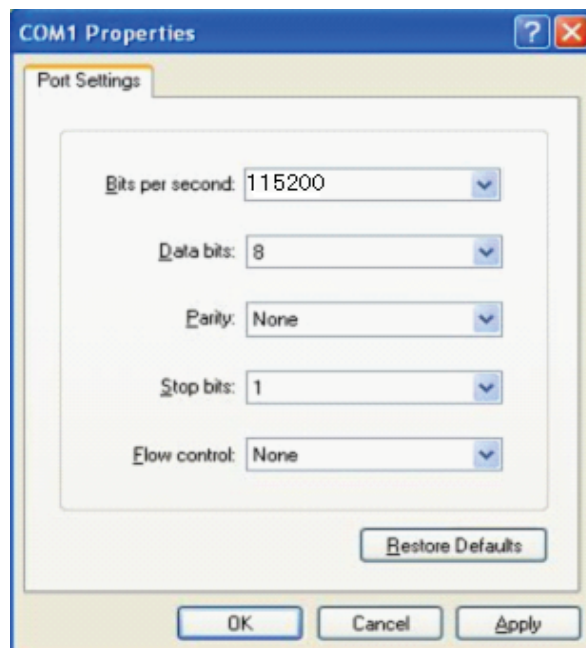 COM1 Properties
Port Settings
Bits per second: 115200
Data bits: 8
Parity: None
Stop bits: 1
Flow control: None
Restore Defaults
OK Cancel Apply